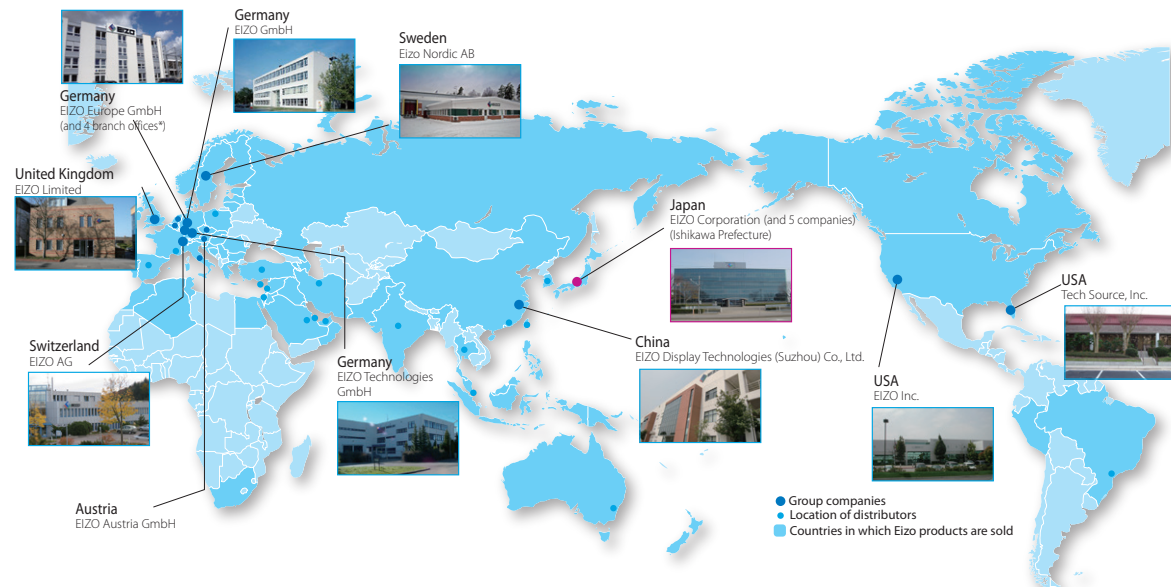 Germany
EIZO GmbH
EIZO
Germany
EIZO Europe GmbH
(and 4 branch offices*)
Sweden
Eizo Nordic AB
United Kingdom
EIZO Limited
Japan
EIZO Corporation (and 5 companies)
(Ishikawa Prefecture)
USA
Tech Source, Inc.
Switzerland
EIZO AG
Germany
EIZO Technologies
GmbH
China
EIZO Display Technologies (Suzhou) Co., Ltd.
USA
EIZO Inc.
Austria
EIZO Austria GmbH
Group companies
Location of distributors
Countries in which Eizo products are sold